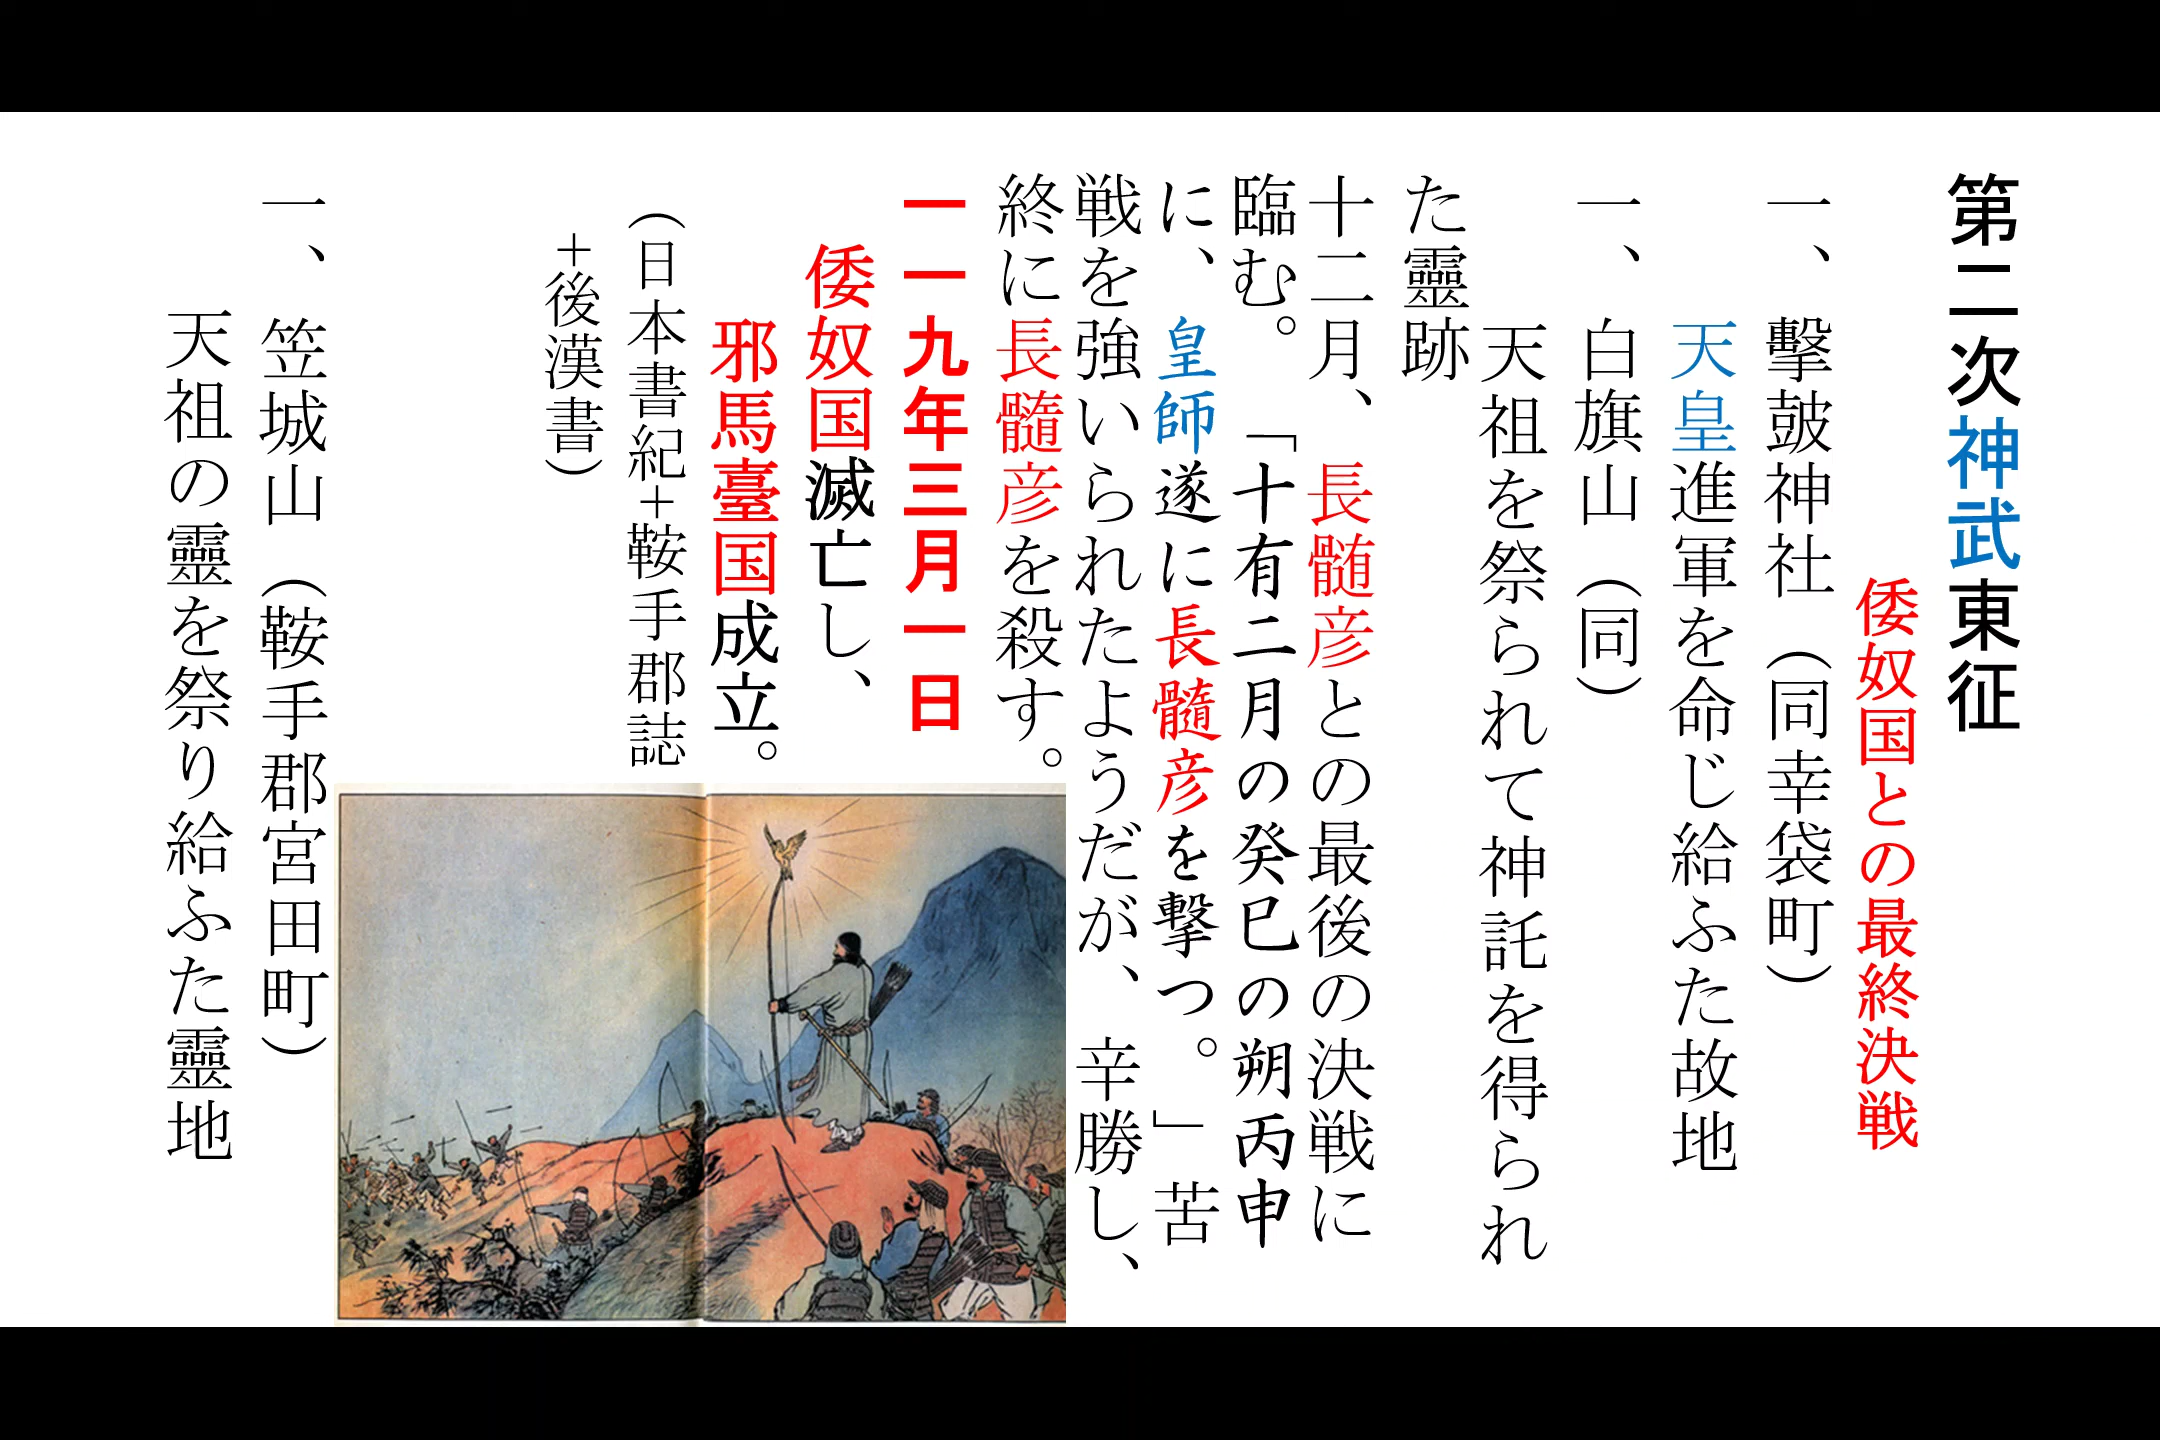 第二次神武東征
倭奴国との最終決戦
一、撃皷神社（同幸袋町）
天皇進軍を命じ給ふた故地
一、白旗山（同）
天祖を祭られて神託を得られ
た靈跡
十二月、長髄彦との最後の決戦に
臨む。「十有二月の癸巳の朔丙申
に、皇師遂に長髄彦を撃つ。」苦
戦を強いられたようだが、辛勝し、
終に長髄彦を殺す。
一一九年三月一日
倭奴国滅亡し、
邪馬臺国成立。
（日本書紀＋鞍手郡誌
＋後漢書）
一、笠城山（鞍手郡宮田町）
天祖の靈を祭り給ふた靈地